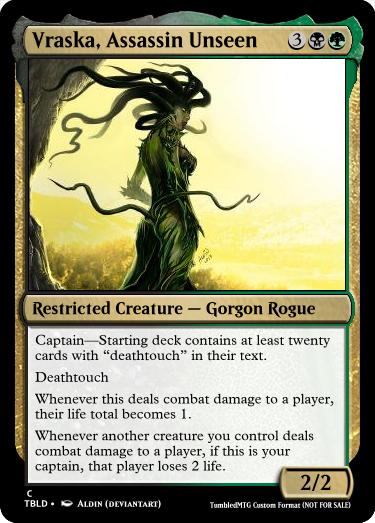 Vraska, Assassin Unseen 3
Restricted Creature — Gorgon Rogue
Captain—Starting deck contains at least twenty
cards with “deathtouch” in their text.
Deathtouch
Whenever this deals combat damage to a player,
their life total becomes 1.
Whenever another creature you control deals
combat damage to a player, if this is your
captain, that player loses 2 life.
2/2
C
TBLD • ALDIN (DEVIANTART)
TumbledMTG Custom Format (NOT FOR SALE)